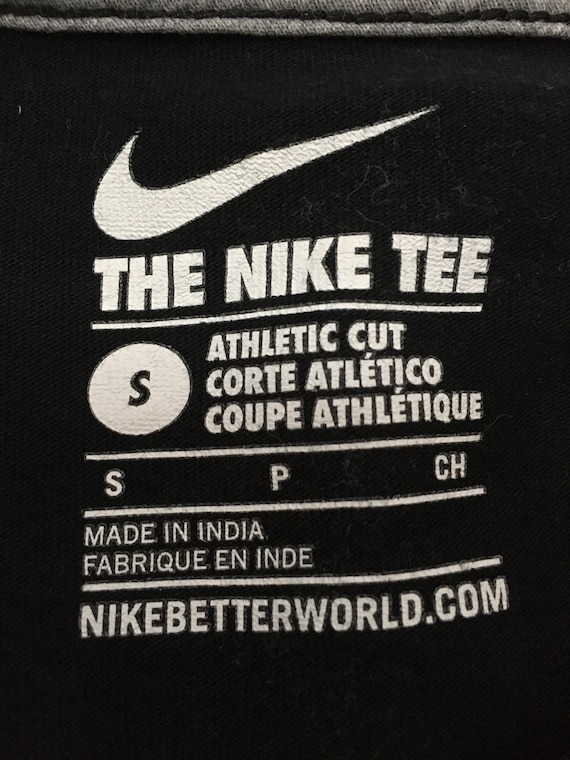 THE NIKE TEE
S
ATHLETIC CUT
CORTE ATLÉTICO
COUPE ATHLÉTIQUE
S P CH
MADE IN INDIA
FABRIQUE EN INDE
NIKEBETTERWORLD.COM